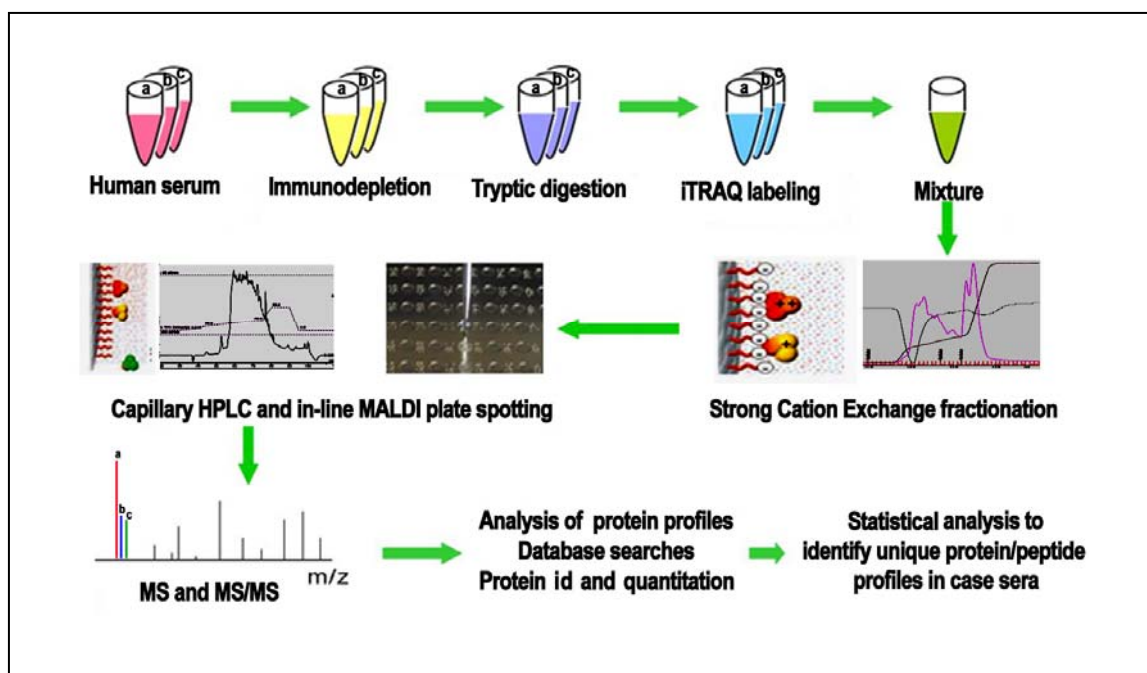 a b c
a b c
a b c
a b c
Human serum
Immunodepletion
Tryptic digestion
iTRAQ labeling
Mixture
Capillary HPLC and in-line MALDI plate spotting
Strong Cation Exchange fractionation
a
b
c
m/z
MS and MS/MS
Analysis of protein profiles
Database searches
Protein id and quantitation
Statistical analysis to
identify unique protein/peptide
profiles in case sera